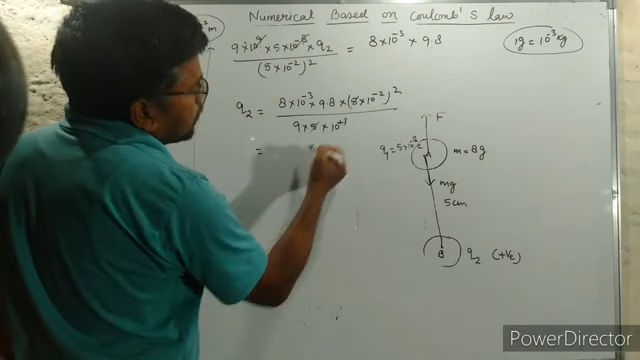 Numerical Based on Coulomb's law
9×10⁹ × 5×10⁻⁸ × q₂ / (5×10⁻²)² = 8×10⁻³ × 9.8
1g = 10⁻³ kg
q₂ = 8×10⁻³ × 9.8 × (5×10⁻²)² / 9×5×10⁺¹
=
F
q₁ = 5×10⁻⁸ c
m = 8g
mg
5cm
B
q₂ (+ve)
PowerDirector